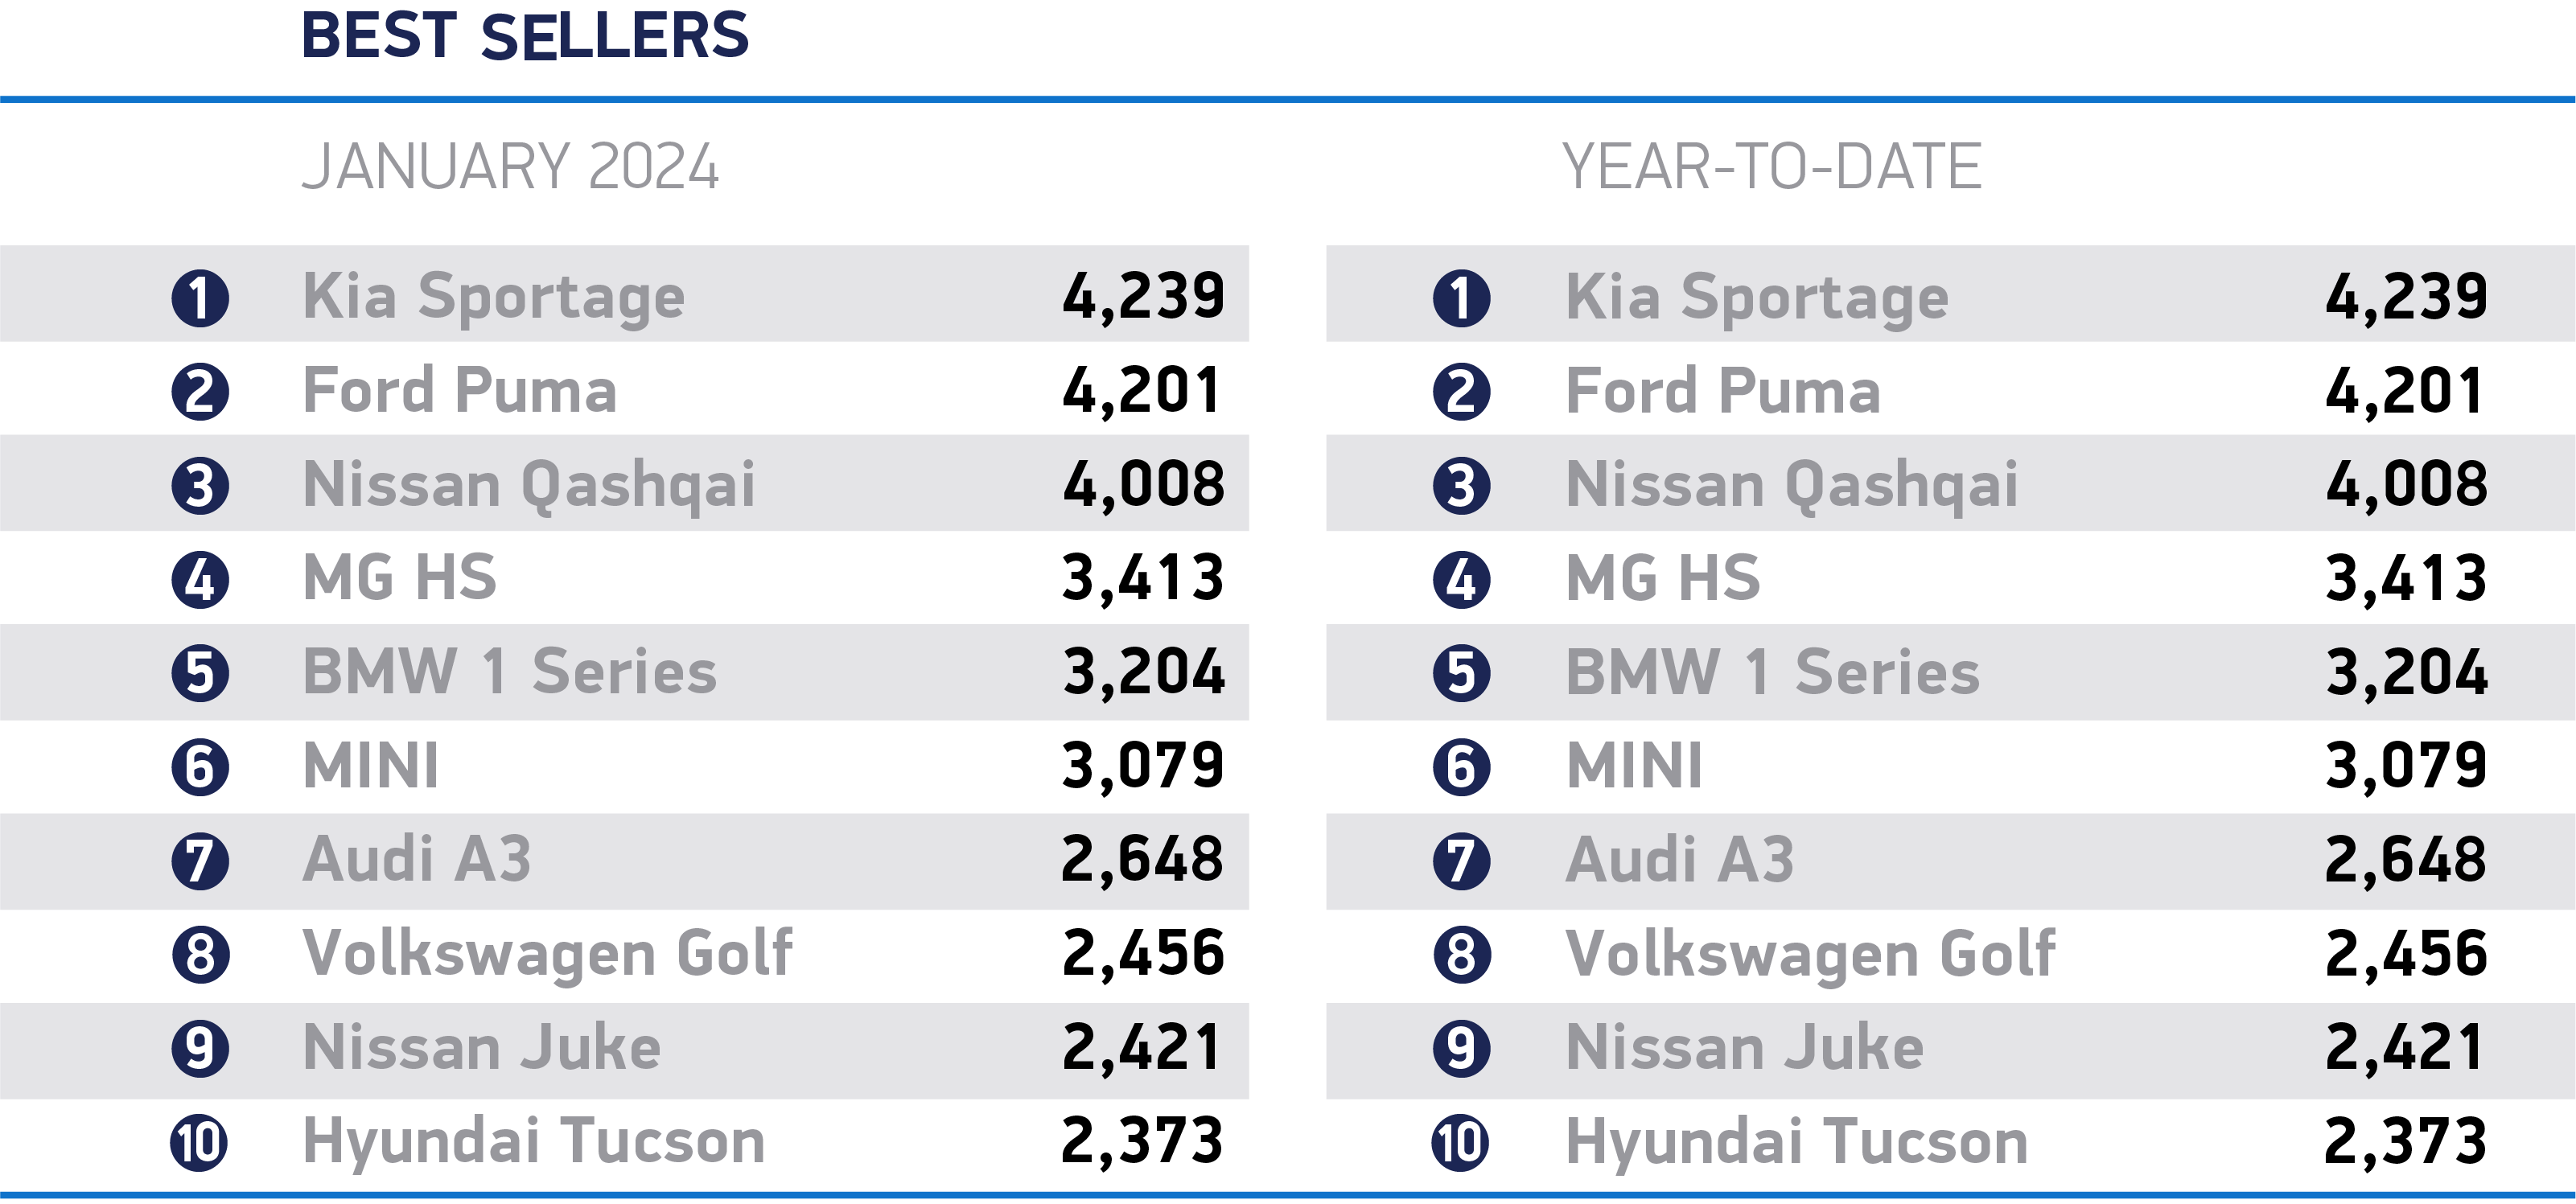 BEST SELLERS
JANUARY 2024
1 Kia Sportage 4,239
2 Ford Puma 4,201
3 Nissan Qashqai 4,008
4 MG HS 3,413
5 BMW 1 Series 3,204
6 MINI 3,079
7 Audi A3 2,648
8 Volkswagen Golf 2,456
9 Nissan Juke 2,421
10 Hyundai Tucson 2,373
YEAR-TO-DATE
1 Kia Sportage 4,239
2 Ford Puma 4,201
3 Nissan Qashqai 4,008
4 MG HS 3,413
5 BMW 1 Series 3,204
6 MINI 3,079
7 Audi A3 2,648
8 Volkswagen Golf 2,456
9 Nissan Juke 2,421
10 Hyundai Tucson 2,373